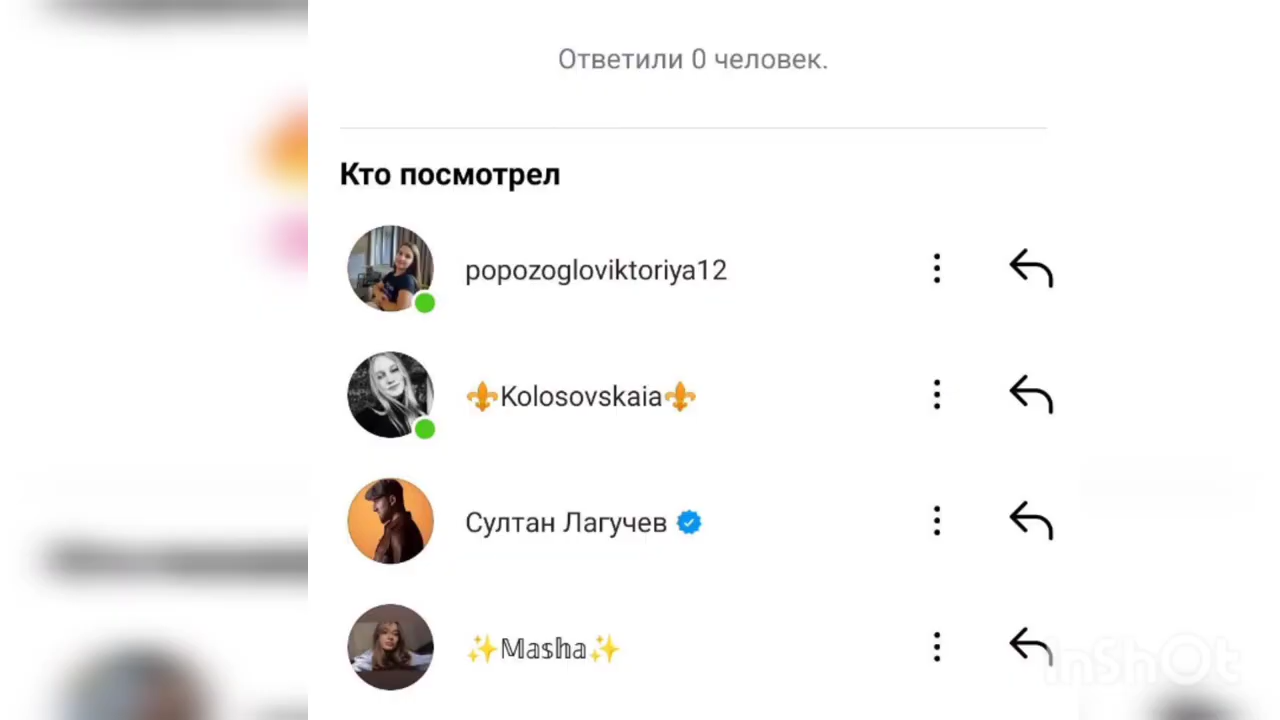 Ответили 0 человек.
Кто посмотрел
popozogloviktoriya12
⚜️Kolosovskaia⚜️
Султан Лагучев
✨𝕄𝕒𝕤𝕙𝕒✨
InShOt